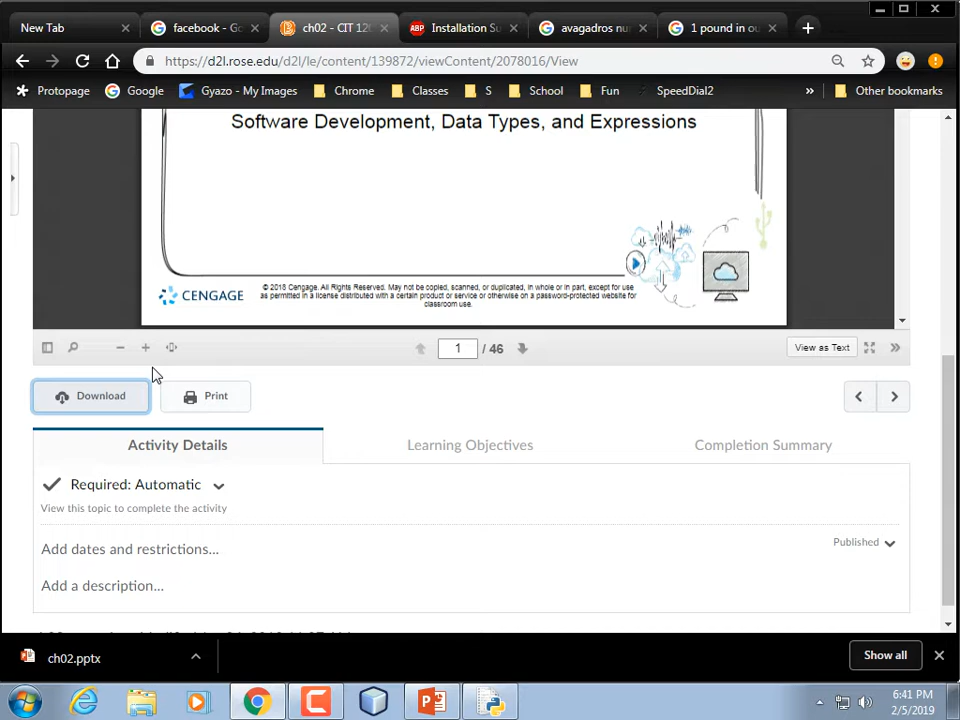 New Tab
facebook - Go
ch02 - CIT 120
Installation Su
avagadros nu
1 pound in ou
https://d2l.rose.edu/d2l/le/content/139872/viewContent/2078016/View
Protopage
Google
Gyazo - My Images
Chrome
Classes
S
School
Fun
SpeedDial2
»
Other bookmarks
Software Development, Data Types, and Expressions
CENGAGE
© 2018 Cengage. All Rights Reserved. May not be copied, scanned, or duplicated, in whole or in part, except for use
as permitted in a license distributed with a certain product or service or otherwise on a password-protected website for
classroom use.
1 / 46
View as Text
Download
Print
Activity Details
Learning Objectives
Completion Summary
Required: Automatic
View this topic to complete the activity
Add dates and restrictions...
Published
Add a description...
ch02.pptx
Show all
6:41 PM
2/5/2019